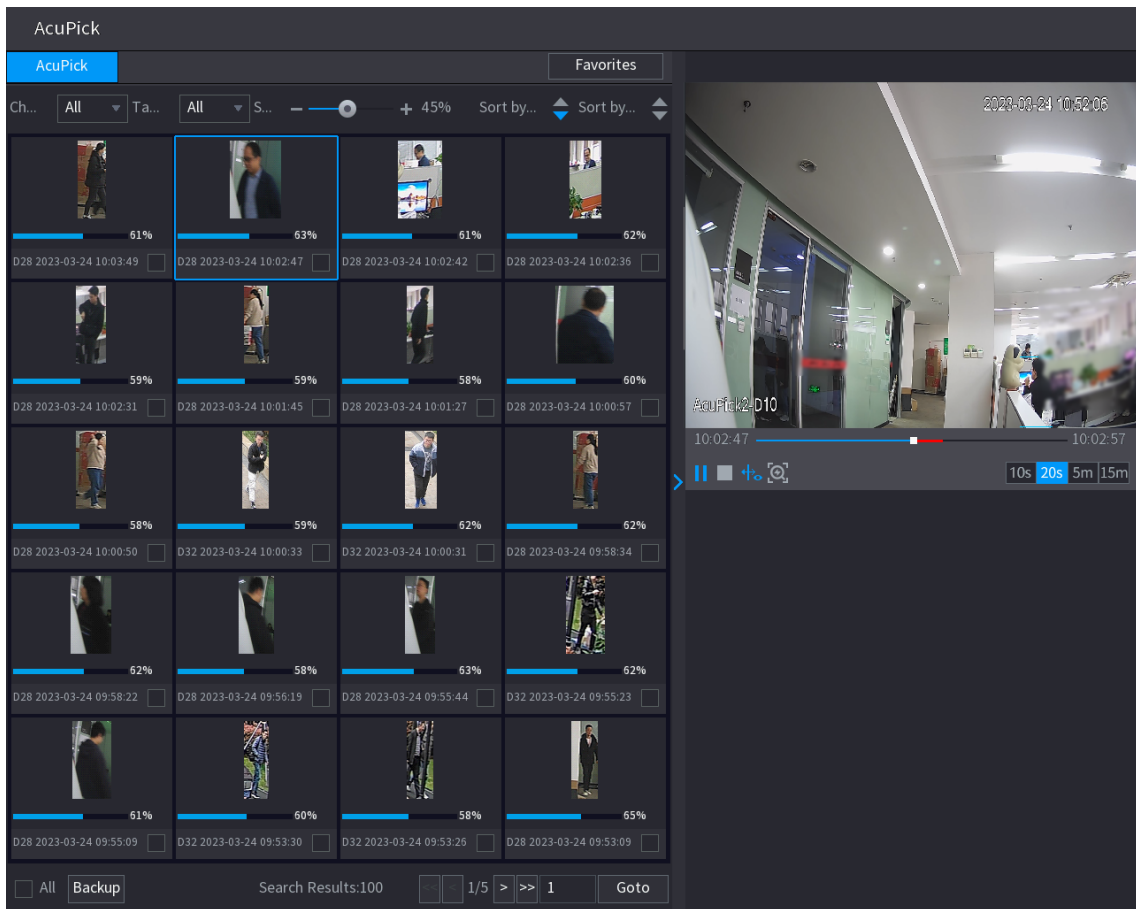 AcuPick
AcuPick
Favorites
Ch... All Ta... All S... 45% Sort by... Sort by...
61% 63% 61% 62%
D28 2023-03-24 10:03:49 D28 2023-03-24 10:02:47 D28 2023-03-24 10:02:42 D28 2023-03-24 10:02:36
59% 59% 58% 60%
D28 2023-03-24 10:02:31 D28 2023-03-24 10:01:45 D28 2023-03-24 10:01:27 D28 2023-03-24 10:00:57
58% 59% 62% 62%
D28 2023-03-24 10:00:50 D32 2023-03-24 10:00:33 D32 2023-03-24 10:00:31 D28 2023-03-24 09:58:34
62% 58% 63% 62%
D28 2023-03-24 09:58:22 D28 2023-03-24 09:56:19 D28 2023-03-24 09:55:44 D32 2023-03-24 09:55:23
61% 60% 58% 65%
D28 2023-03-24 09:55:09 D32 2023-03-24 09:53:30 D32 2023-03-24 09:53:26 D28 2023-03-24 09:53:09
All Backup Search Results:100 << < 1/5 > >> 1 Goto
2023-03-24 10:52:06
AcuPick2-D10
10:02:47 10:02:57
10s 20s 5m 15m